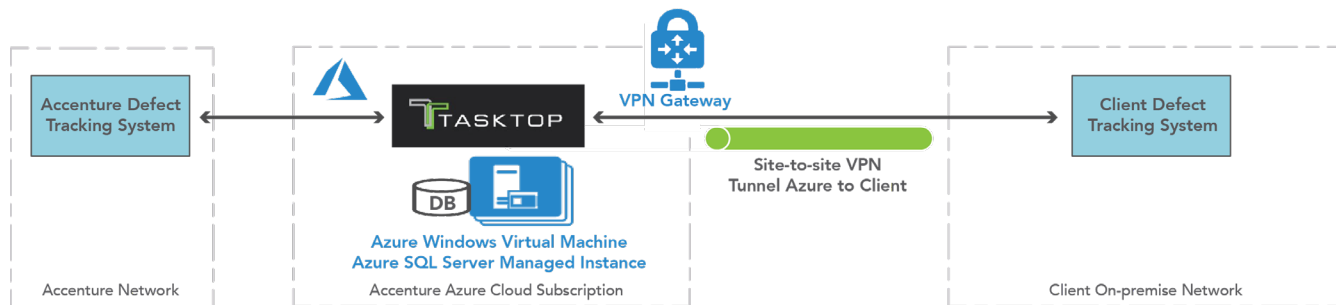 Accenture Defect
Tracking System
TASKTOP
VPN Gateway
Client Defect
Tracking System
Site-to-site VPN
Tunnel Azure to Client
DB
Azure Windows Virtual Machine
Azure SQL Server Managed Instance
Accenture Network
Accenture Azure Cloud Subscription
Client On-premise Network